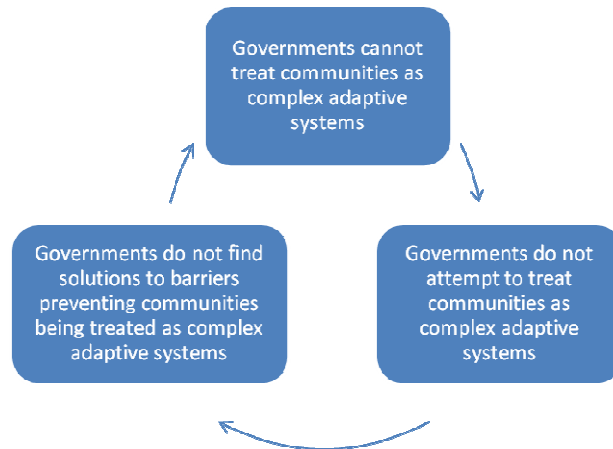 Governments cannot
treat communities as
complex adaptive
systems
Governments do not
attempt to treat
communities as
complex adaptive
systems
Governments do not find
solutions to barriers
preventing communities
being treated as complex
adaptive systems